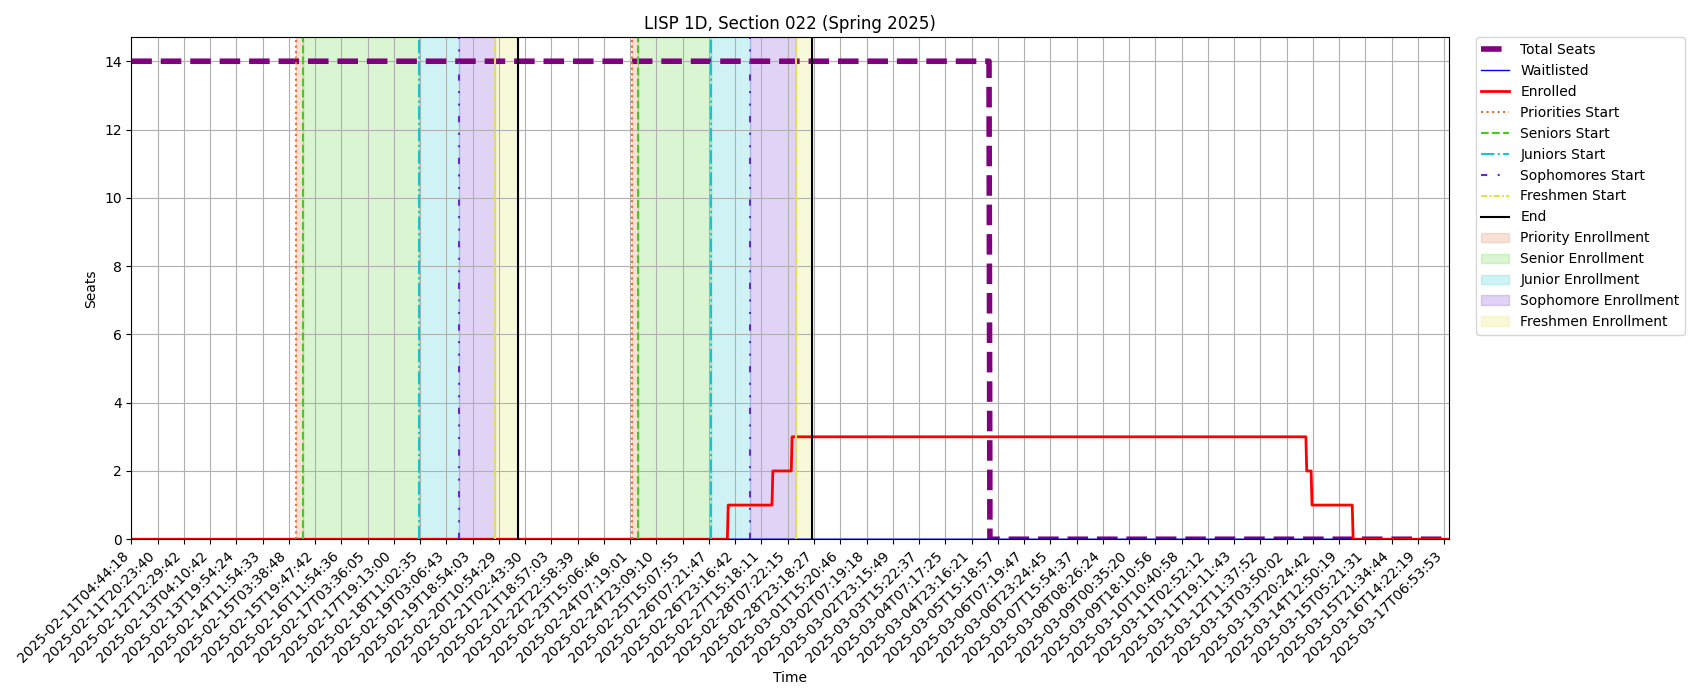 LISP 1D, Section 022 (Spring 2025)
Seats
14
12
10
8
6
4
2
0
2025-02-11T04:44:18
2025-02-11T20:23:40
2025-02-12T12:29:42
2025-02-13T04:10:42
2025-02-13T19:54:24
2025-02-14T11:54:33
2025-02-15T03:38:48
2025-02-15T19:47:42
2025-02-16T11:54:36
2025-02-17T03:36:05
2025-02-17T19:13:00
2025-02-18T11:02:35
2025-02-19T03:06:43
2025-02-19T18:54:03
2025-02-20T10:54:29
2025-02-21T02:43:30
2025-02-21T18:57:03
2025-02-22T22:58:39
2025-02-23T15:06:46
2025-02-24T07:19:01
2025-02-24T23:09:10
2025-02-25T15:07:55
2025-02-26T07:21:47
2025-02-26T23:16:42
2025-02-27T15:18:11
2025-02-28T07:22:15
2025-02-28T23:18:27
2025-03-01T15:20:46
2025-03-02T07:19:18
2025-03-02T23:15:49
2025-03-03T15:22:37
2025-03-04T07:17:25
2025-03-04T23:16:21
2025-03-05T15:18:57
2025-03-06T07:19:47
2025-03-06T23:24:45
2025-03-07T15:54:37
2025-03-08T08:26:24
2025-03-09T00:35:20
2025-03-09T18:10:56
2025-03-10T10:40:58
2025-03-11T02:52:12
2025-03-11T19:11:43
2025-03-12T11:37:52
2025-03-13T03:50:02
2025-03-13T20:24:42
2025-03-14T12:50:19
2025-03-15T05:21:31
2025-03-15T21:34:44
2025-03-16T14:22:19
2025-03-17T06:53:53
Time
Total Seats
Waitlisted
Enrolled
Priorities Start
Seniors Start
Juniors Start
Sophomores Start
Freshmen Start
End
Priority Enrollment
Senior Enrollment
Junior Enrollment
Sophomore Enrollment
Freshmen Enrollment